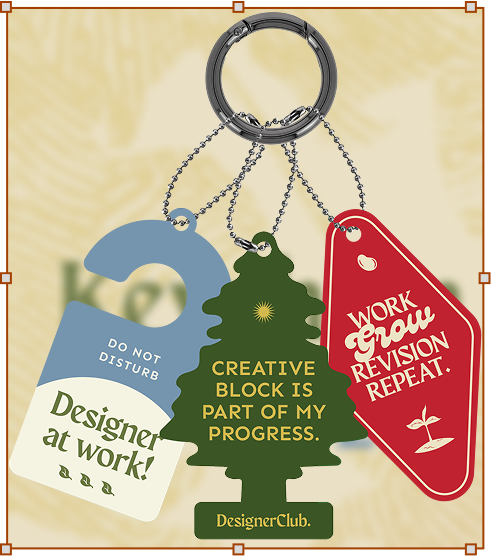 DO NOT
DISTURB
Designer
at work!
CREATIVE
BLOCK IS
PART OF MY
PROGRESS.
DesignerClub.
WORK
Grow
REVISION
REPEAT.